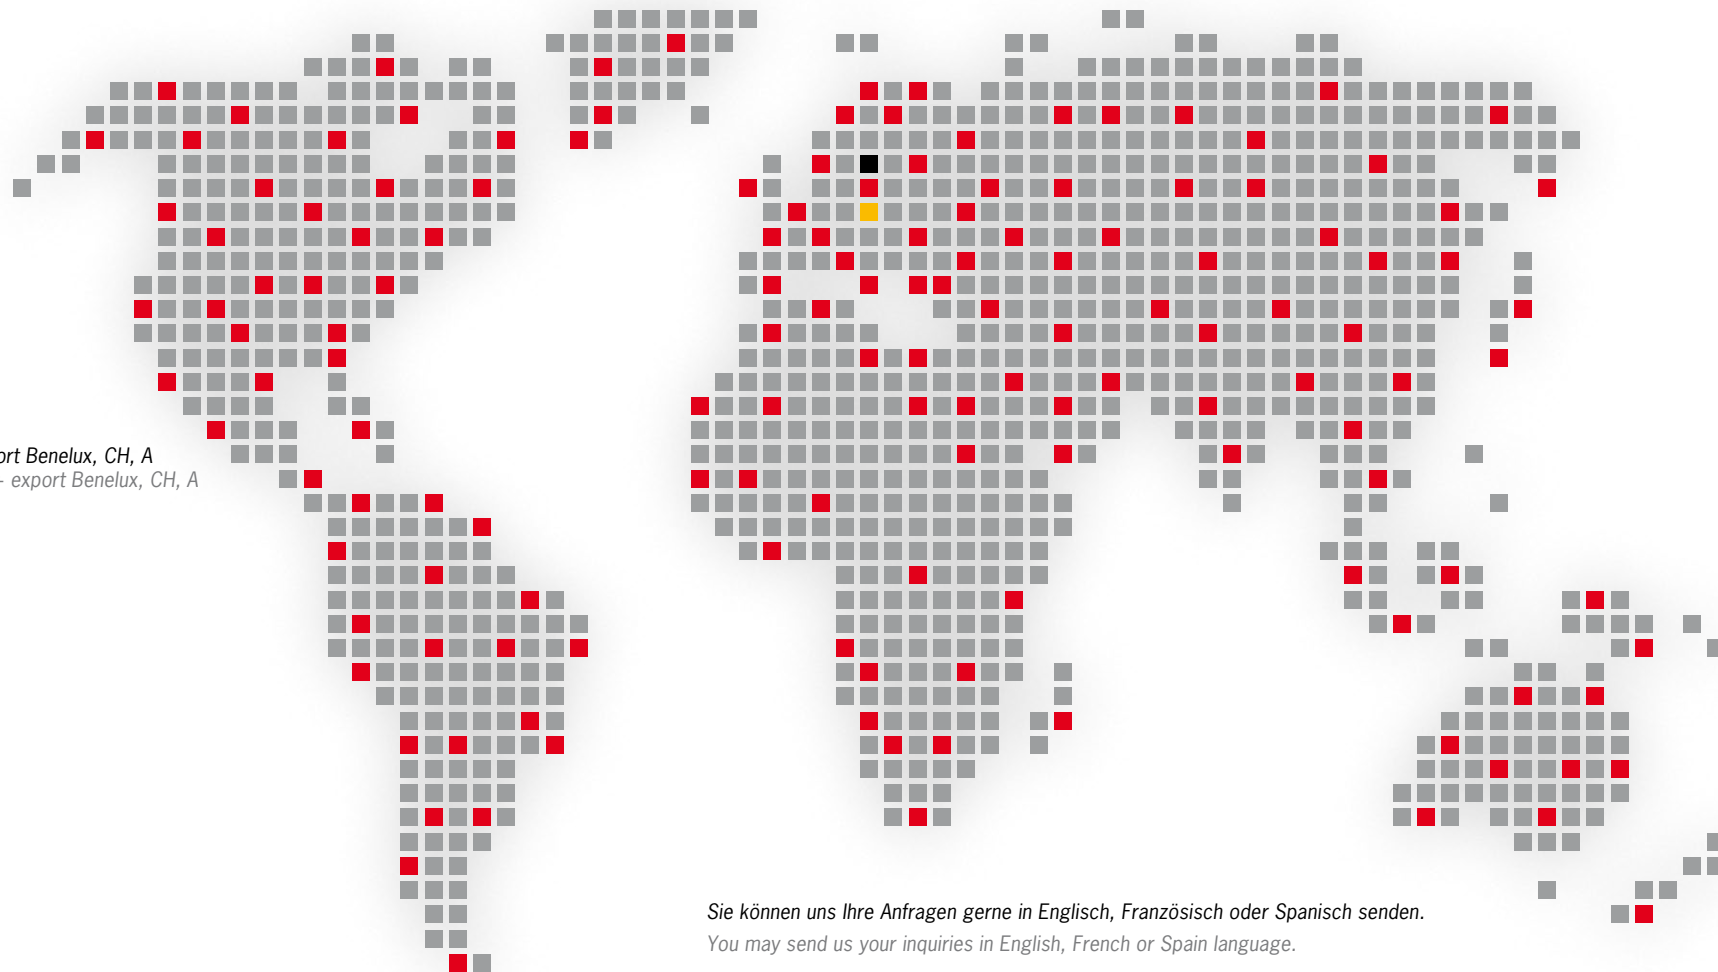 ort Benelux, CH, A
- export Benelux, CH, A
Sie können uns Ihre Anfragen gerne in Englisch, Französisch oder Spanisch senden.
You may send us your inquiries in English, French or Spain language.